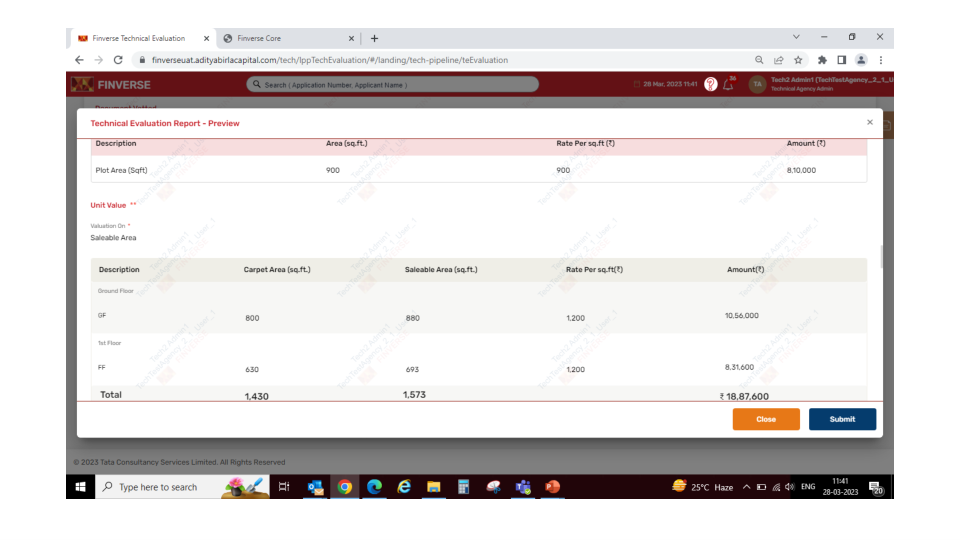 Finverse Technical Evaluation
Finverse Core
finverseuat.adityabirlacapital.com/tech/lppTechEvaluation/#/landing/tech-pipeline/teEvaluation
FINVERSE
Search ( Application Number, Applicant Name )
28 Mar, 2023 11:41
36
TA
Tech2 Admin1 (TechTestAgency_2_1_U
Technical Agency Admin
Document Vetted
Technical Evaluation Report - Preview
Description Area (sq.ft.) Rate Per sq.ft (₹) Amount (₹)
Plot Area (Sqft) 900 900 8,10,000
Unit Value **
Valuation On *
Saleable Area
Description Carpet Area (sq.ft.) Saleable Area (sq.ft.) Rate Per sq.ft(₹) Amount(₹)
Ground Floor
GF 800 880 1,200 10,56,000
1st Floor
FF 630 693 1,200 8,31,600
Total 1,430 1,573 ₹ 18,87,600
Close Submit
© 2023 Tata Consultancy Services Limited. All Rights Reserved
Type here to search
25°C Haze
ENG
11:41
28-03-2023
20